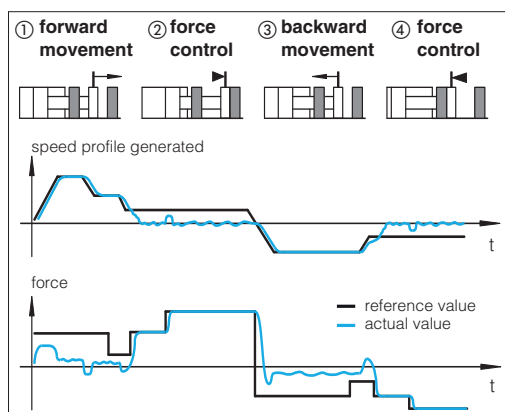 ① forward movement
② force control
③ backward movement
④ force control
speed profile generated
t
force
reference value
actual value
t